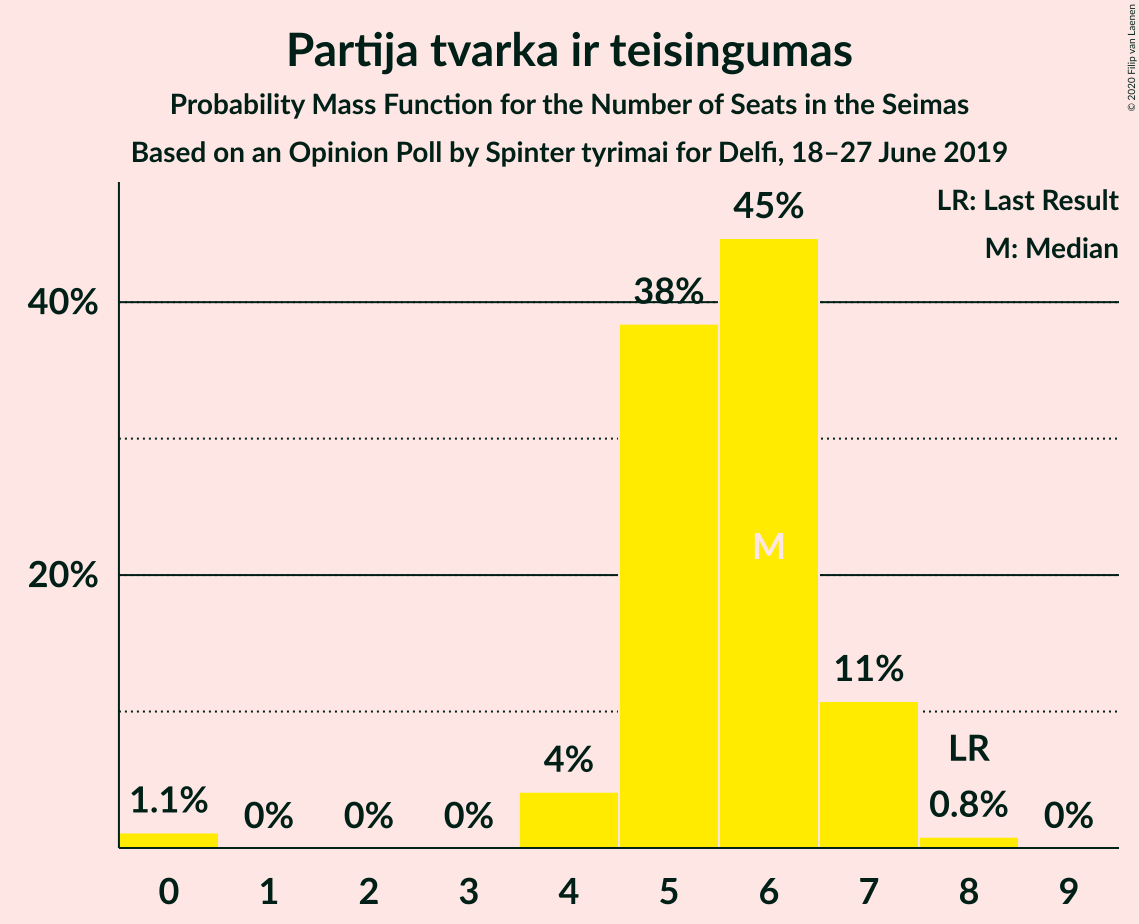 Partija tvarka ir teisingumas
Probability Mass Function for the Number of Seats in the Seimas
Based on an Opinion Poll by Spinter tyrimai for Delfi, 18–27 June 2019
© 2020 Filip van Laenen
LR: Last Result
M: Median
40%
20%
1.1%
0%
0%
0%
4%
38%
45%
M
11%
LR
0.8%
0%
0 1 2 3 4 5 6 7 8 9